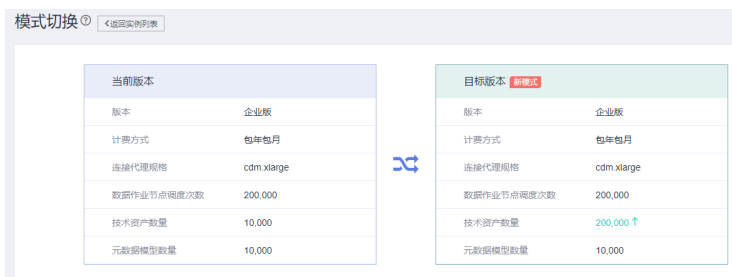 模式切换? <返回实例列表
当前版本
版本 企业版
计费方式 包年包月
连接代理规格 cdm.xlarge
数据作业节点调度次数 200,000
技术资产数量 10,000
元数据模型数量 10,000
目标版本 新模式
版本 企业版
计费方式 包年包月
连接代理规格 cdm.xlarge
数据作业节点调度次数 200,000
技术资产数量 200,000↑
元数据模型数量 10,000